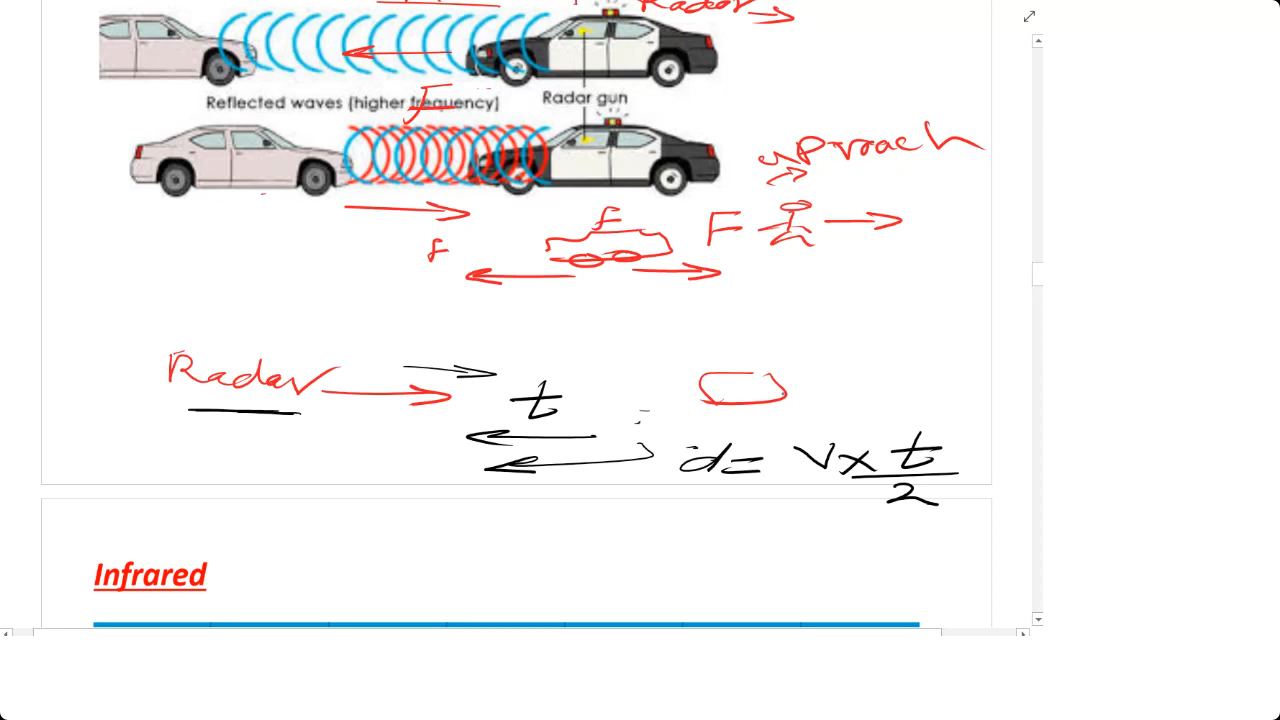 Radar
Reflected waves (higher frequency)
F
Radar gun
approach
f
F
f
Radar
t
d = v x t/2
Infrared